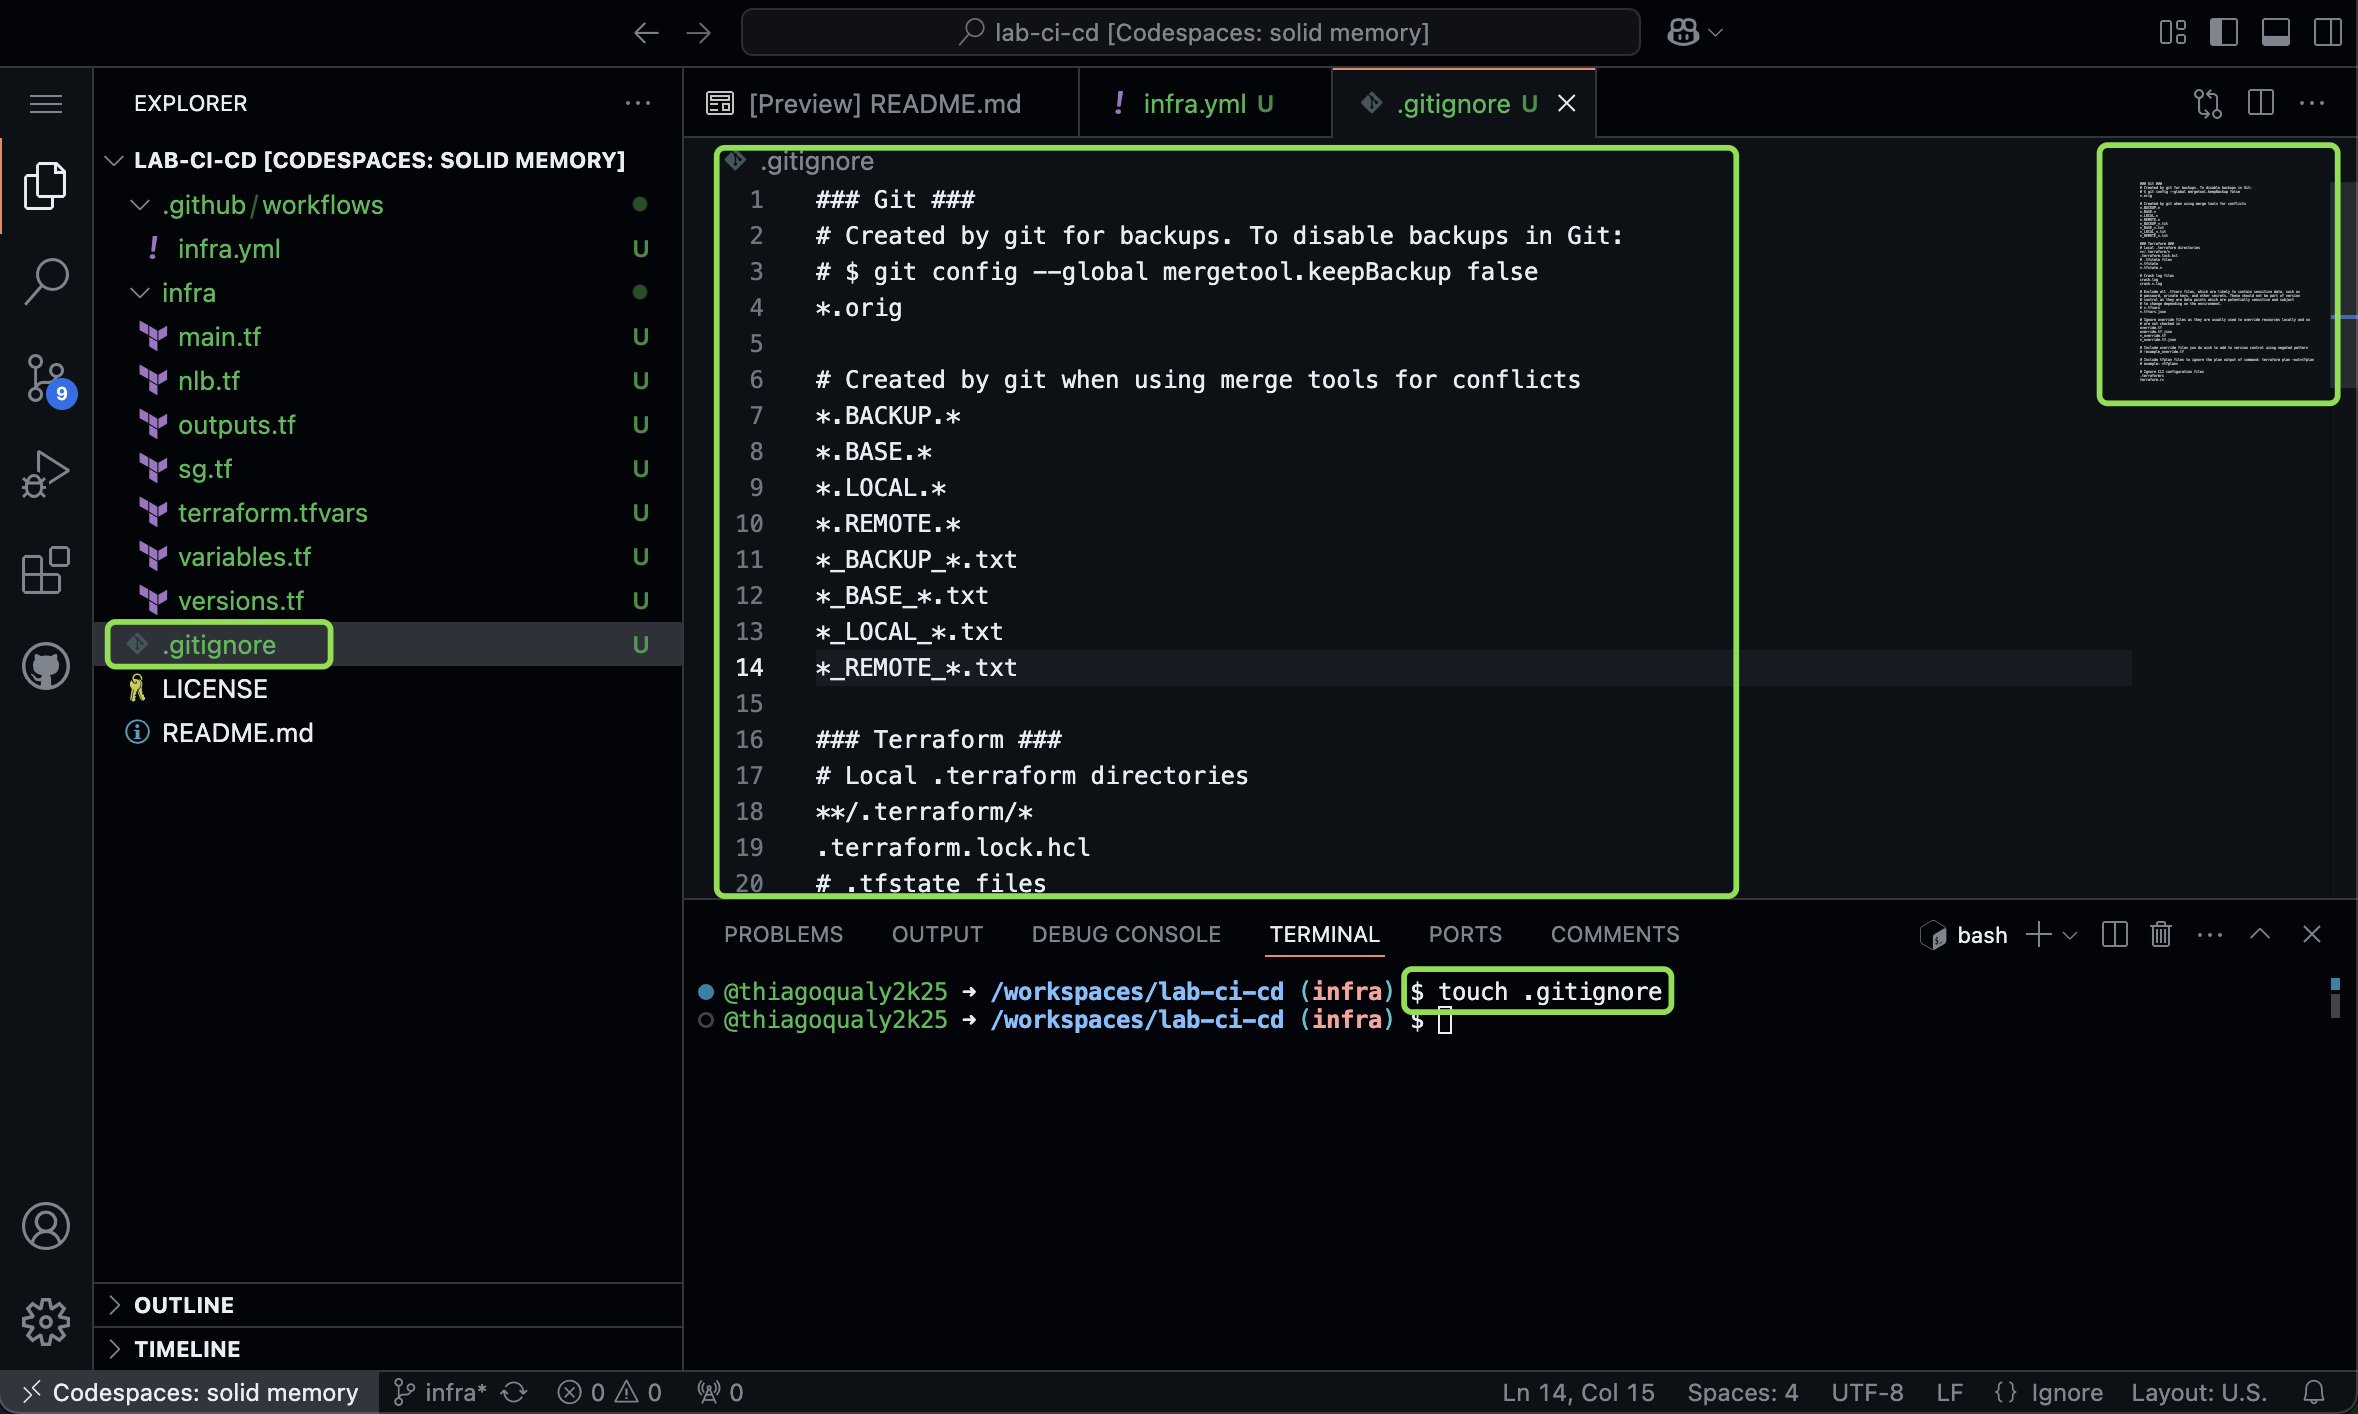 lab-ci-cd [Codespaces: solid memory]
EXPLORER
LAB-CI-CD [CODESPACES: SOLID MEMORY]
.github/workflows
infra.yml U
infra
main.tf U
nlb.tf U
outputs.tf U
sg.tf U
terraform.tfvars U
variables.tf U
versions.tf U
.gitignore U
LICENSE
README.md
9
OUTLINE
TIMELINE
[Preview] README.md
infra.yml U
.gitignore U
.gitignore
1 ### Git ###
2 # Created by git for backups. To disable backups in Git:
3 # $ git config --global mergetool.keepBackup false
4 *.orig
5
6 # Created by git when using merge tools for conflicts
7 *.BACKUP.*
8 *.BASE.*
9 *.LOCAL.*
10 *.REMOTE.*
11 *_BACKUP_*.txt
12 *_BASE_*.txt
13 *_LOCAL_*.txt
14 *_REMOTE_*.txt
15
16 ### Terraform ###
17 # Local .terraform directories
18 **/.terraform/*
19 .terraform.lock.hcl
20 # .tfstate files
PROBLEMS OUTPUT DEBUG CONSOLE TERMINAL PORTS COMMENTS
bash
@thiagoqualy2k25 ➜ /workspaces/lab-ci-cd (infra) $ touch .gitignore
@thiagoqualy2k25 ➜ /workspaces/lab-ci-cd (infra) $
Codespaces: solid memory infra* 0 0 0 Ln 14, Col 15 Spaces: 4 UTF-8 LF {} Ignore Layout: U.S.